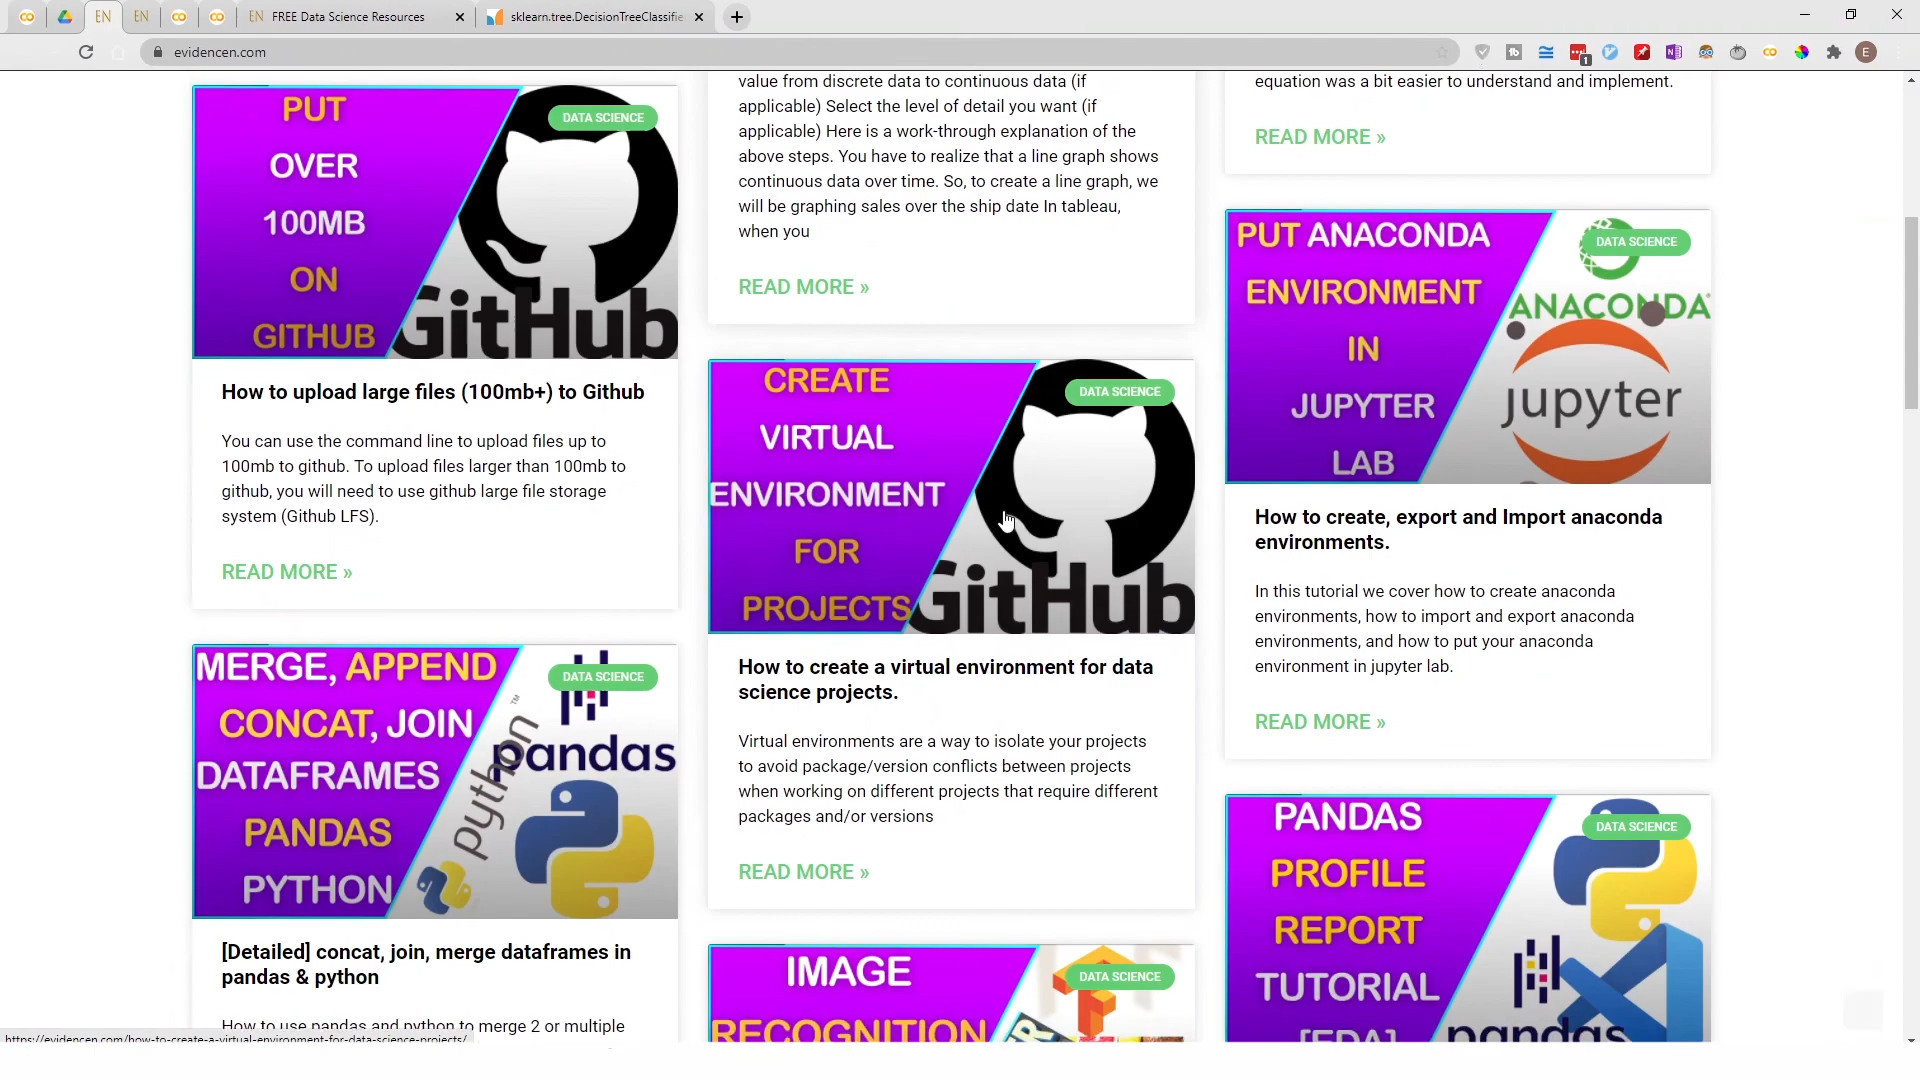 EN
EN
EN FREE Data Science Resources
sklearn.tree.DecisionTreeClassifie
evidencen.com
1
E
PUT
OVER
100MB
ON
GITHUB
DATA SCIENCE
GitHub
How to upload large files (100mb+) to Github
You can use the command line to upload files up to
100mb to github. To upload files larger than 100mb to
github, you will need to use github large file storage
system (Github LFS).
READ MORE »
MERGE, APPEND
CONCAT, JOIN
DATAFRAMES
PANDAS
PYTHON
DATA SCIENCE
python™
pandas
[Detailed] concat, join, merge dataframes in
pandas & python
How to use pandas and python to merge 2 or multiple
value from discrete data to continuous data (if
applicable) Select the level of detail you want (if
applicable) Here is a work-through explanation of the
above steps. You have to realize that a line graph shows
continuous data over time. So, to create a line graph, we
will be graphing sales over the ship date In tableau,
when you
READ MORE »
CREATE
VIRTUAL
ENVIRONMENT
FOR
PROJECTS
DATA SCIENCE
GitHub
How to create a virtual environment for data
science projects.
Virtual environments are a way to isolate your projects
to avoid package/version conflicts between projects
when working on different projects that require different
packages and/or versions
READ MORE »
IMAGE
RECOGNITION
DATA SCIENCE
equation was a bit easier to understand and implement.
READ MORE »
PUT ANACONDA
ENVIRONMENT
IN
JUPYTER
LAB
DATA SCIENCE
ANACONDA
jupyter
How to create, export and Import anaconda
environments.
In this tutorial we cover how to create anaconda
environments, how to import and export anaconda
environments, and how to put your anaconda
environment in jupyter lab.
READ MORE »
PANDAS
PROFILE
REPORT
TUTORIAL
[EDA]
DATA SCIENCE
pandas
https://evidencen.com/how-to-create-a-virtual-environment-for-data-science-projects/